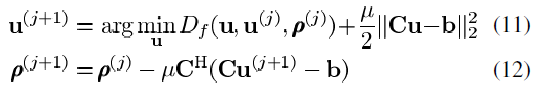 u^{(j+1)} = arg min_u D_f(u, u^{(j)}, ρ^{(j)}) + μ/2 ||Cu−b||_2^2 (11)
ρ^{(j+1)} = ρ^{(j)} − μC^H(Cu^{(j+1)} − b) (12)